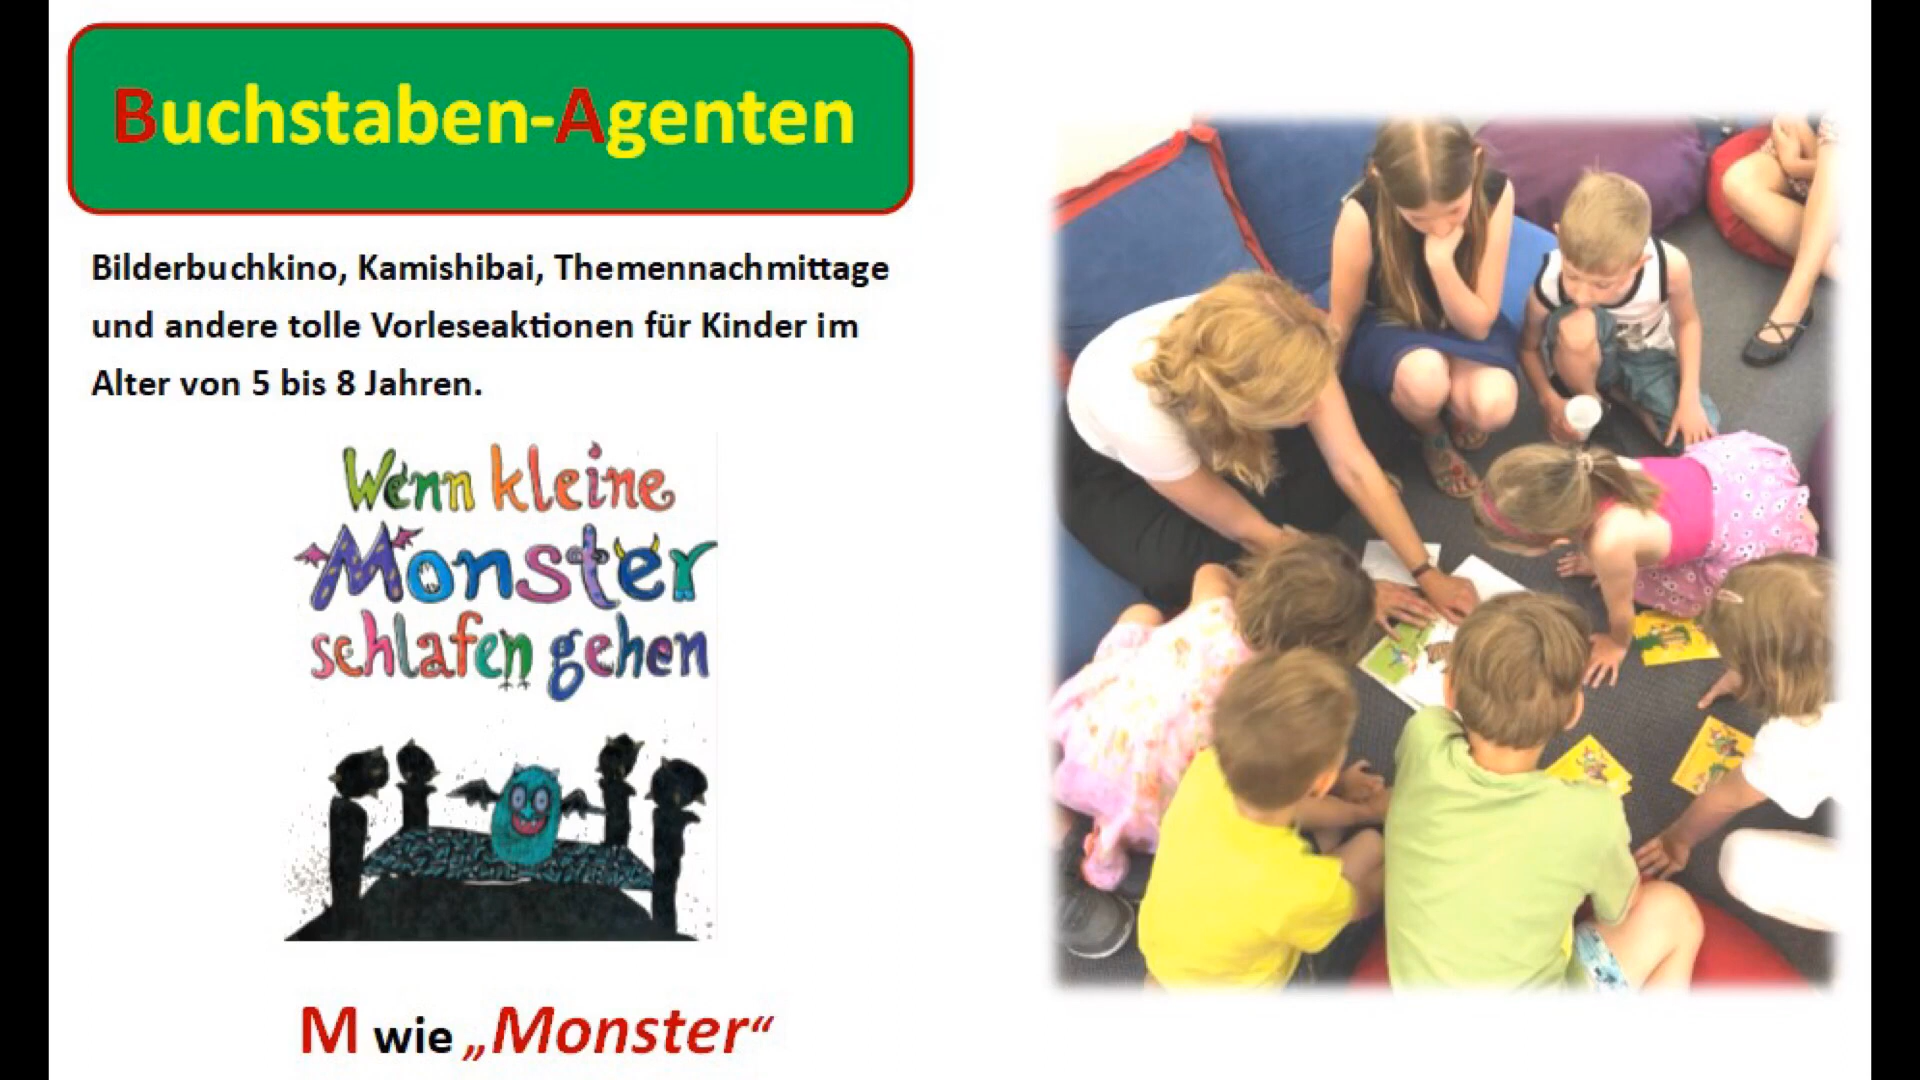 Buchstaben-Agenten
Bilderbuchkino, Kamishibai, Themennachmittage
und andere tolle Vorleseaktionen für Kinder im
Alter von 5 bis 8 Jahren.
Wenn kleine
Monster
schlafen gehen
M wie „Monster“